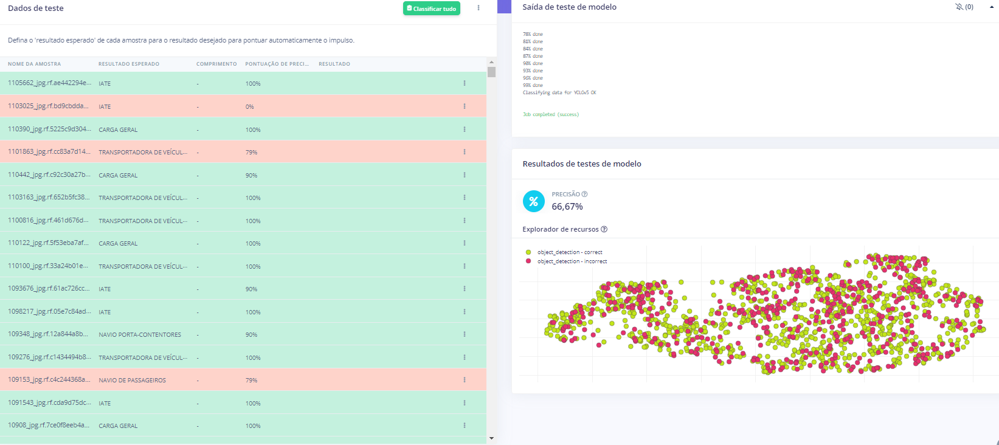 Dados de teste
Classificar tudo
Defina o 'resultado esperado' de cada amostra para o resultado desejado para pontuar automaticamente o impulso.
NOME DA AMOSTRA RESULTADO ESPERADO COMPRIMENTO PONTUAÇÃO DE PRECI... RESULTADO
1105662_jpg.rf.ae442294e... IATE - 100%
1103025_jpg.rf.bd9cbdda... IATE - 0%
110390_jpg.rf.5225c9d304... CARGA GERAL - 100%
1101863_jpg.rf.cc83a7d14... TRANSPORTADORA DE VEÍCUL... - 79%
110442_jpg.rf.c92c30a27b... CARGA GERAL - 90%
1103163_jpg.rf.652b5fc38... TRANSPORTADORA DE VEÍCUL... - 100%
1100816_jpg.rf.461d676d... TRANSPORTADORA DE VEÍCUL... - 100%
110122_jpg.rf.5f53eba7af... CARGA GERAL - 100%
110100_jpg.rf.33a24b01e... TRANSPORTADORA DE VEÍCUL... - 100%
1093676_jpg.rf.61ac726cc... IATE - 90%
1098217_jpg.rf.05e7c84ad... IATE - 100%
109348_jpg.rf.12a844a8b... NAVIO PORTA-CONTENTORES - 90%
109276_jpg.rf.c1434494b8... TRANSPORTADORA DE VEÍCUL... - 100%
109153_jpg.rf.c4c244368a... NAVIO DE PASSAGEIROS - 79%
1091543_jpg.rf.cda9d75dc... IATE - 100%
10908_jpg.rf.7ce0f8eeb4a... CARGA GERAL - 100%
Saída de teste de modelo
(0)
78% done
81% done
84% done
87% done
90% done
93% done
96% done
99% done
Classifying data for YOLOv5 OK
Job completed (success)
Resultados de testes de modelo
%
PRECISÃO
66,67%
Explorador de recursos
object_detection - correct
object_detection - incorrect